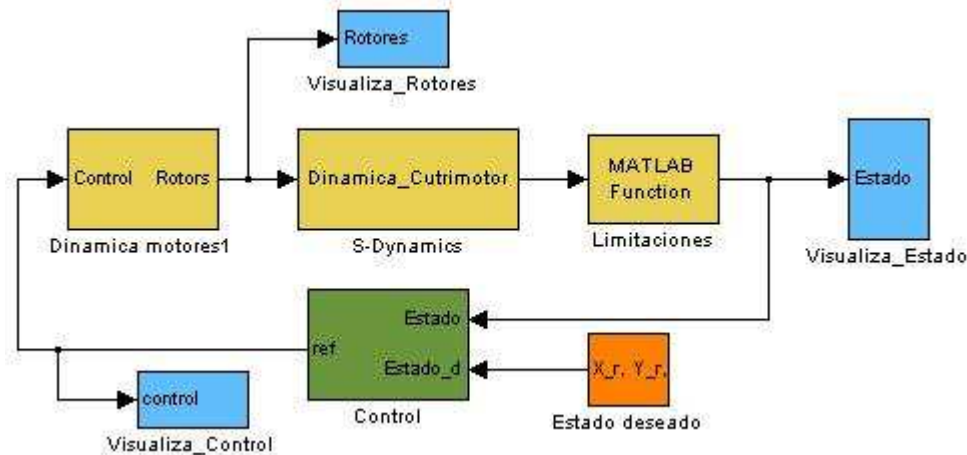 Rotores
Visualiza_Rotores
Control Rotors
Dinamica motores1
Dinamica_Cutrimotor
S-Dynamics
MATLAB
Function
Limitaciones
Estado
Visualiza_Estado
Estado
ref
Estado_d
Control
X_r, Y_r,
Estado deseado
control
Visualiza_Control